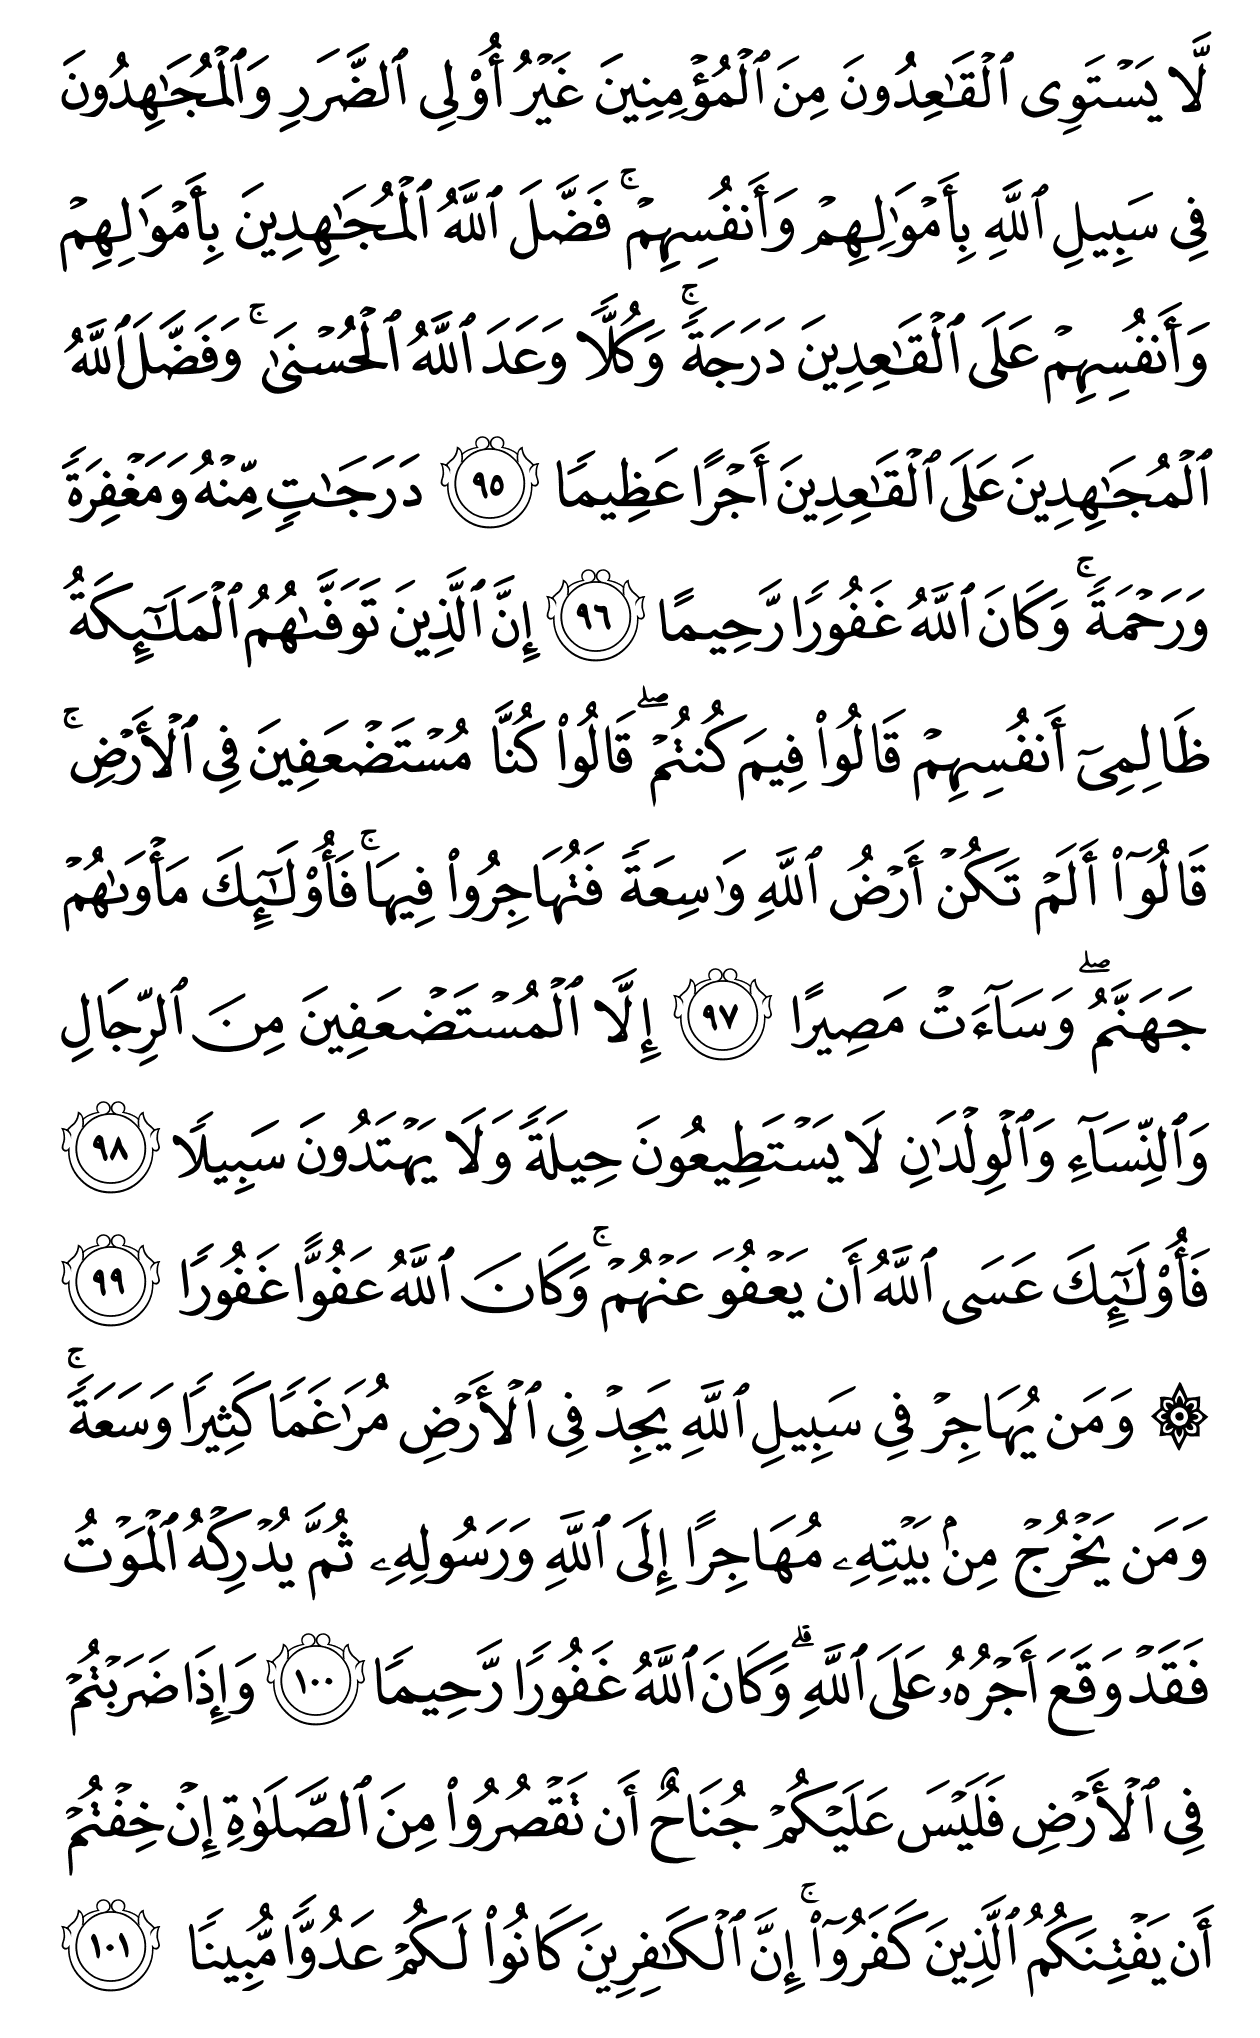 لَّا يَسۡتَوِى ٱلۡقَٰعِدُونَ مِنَ ٱلۡمُؤۡمِنِينَ غَيۡرُ أُوْلِى ٱلضَّرَرِ وَٱلۡمُجَٰهِدُونَ
فِى سَبِيلِ ٱللَّهِ بِأَمۡوَٰلِهِمۡ وَأَنفُسِهِمۡۚ فَضَّلَ ٱللَّهُ ٱلۡمُجَٰهِدِينَ بِأَمۡوَٰلِهِمۡ
وَأَنفُسِهِمۡ عَلَى ٱلۡقَٰعِدِينَ دَرَجَةٗۚ وَكُلّٗا وَعَدَ ٱللَّهُ ٱلۡحُسۡنَىٰۚ وَفَضَّلَ ٱللَّهُ
ٱلۡمُجَٰهِدِينَ عَلَى ٱلۡقَٰعِدِينَ أَجۡرًا عَظِيمٗا ٩٥ دَرَجَٰتٖ مِّنۡهُ وَمَغۡفِرَةٗ
وَرَحۡمَةٗۚ وَكَانَ ٱللَّهُ غَفُورٗا رَّحِيمًا ٩٦ إِنَّ ٱلَّذِينَ تَوَفَّىٰهُمُ ٱلۡمَلَٰٓئِكَةُ
ظَالِمِىٓ أَنفُسِهِمۡ قَالُواْ فِيمَ كُنتُمۡۖ قَالُواْ كُنَّا مُسۡتَضۡعَفِينَ فِى ٱلۡأَرۡضِۚ
قَالُوٓاْ أَلَمۡ تَكُنۡ أَرۡضُ ٱللَّهِ وَٰسِعَةٗ فَتُهَاجِرُواْ فِيهَاۚ فَأُوْلَٰٓئِكَ مَأۡوَىٰهُمۡ
جَهَنَّمُۖ وَسَآءَتۡ مَصِيرًا ٩٧ إِلَّا ٱلۡمُسۡتَضۡعَفِينَ مِنَ ٱلرِّجَالِ
وَٱلنِّسَآءِ وَٱلۡوِلۡدَٰنِ لَا يَسۡتَطِيعُونَ حِيلَةٗ وَلَا يَهۡتَدُونَ سَبِيلٗا ٩٨
فَأُوْلَٰٓئِكَ عَسَى ٱللَّهُ أَن يَعۡفُوَ عَنۡهُمۡۚ وَكَانَ ٱللَّهُ عَفُوًّا غَفُورٗا ٩٩
۞ وَمَن يُهَاجِرۡ فِى سَبِيلِ ٱللَّهِ يَجِدۡ فِى ٱلۡأَرۡضِ مُرَٰغَمٗا كَثِيرٗا وَسَعَةٗۚ
وَمَن يَخۡرُجۡ مِنۢ بَيۡتِهِۦ مُهَاجِرًا إِلَى ٱللَّهِ وَرَسُولِهِۦ ثُمَّ يُدۡرِكۡهُ ٱلۡمَوۡتُ
فَقَدۡ وَقَعَ أَجۡرُهُۥ عَلَى ٱللَّهِۗ وَكَانَ ٱللَّهُ غَفُورٗا رَّحِيمٗا ١٠٠ وَإِذَا ضَرَبۡتُمۡ
فِى ٱلۡأَرۡضِ فَلَيۡسَ عَلَيۡكُمۡ جُنَاحٌ أَن تَقۡصُرُواْ مِنَ ٱلصَّلَوٰةِ إِنۡ خِفۡتُمۡ
أَن يَفۡتِنَكُمُ ٱلَّذِينَ كَفَرُوٓاْۚ إِنَّ ٱلۡكَٰفِرِينَ كَانُواْ لَكُمۡ عَدُوّٗا مُّبِينٗا ١٠١